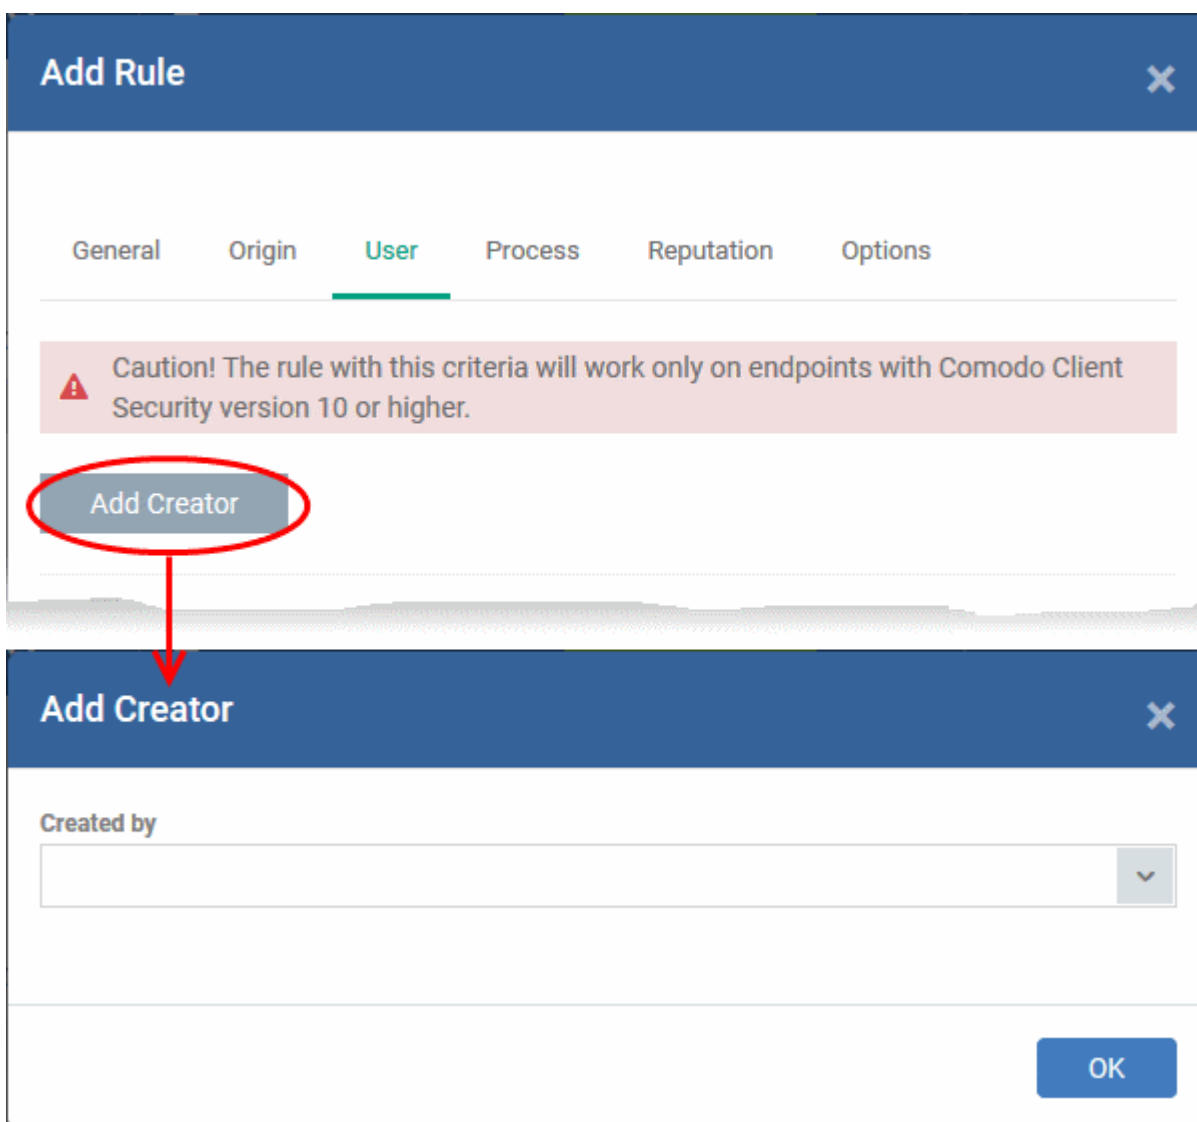 Add Rule
General Origin User Process Reputation Options
Caution! The rule with this criteria will work only on endpoints with Comodo Client
Security version 10 or higher.
Add Creator
Add Creator
Created by
OK